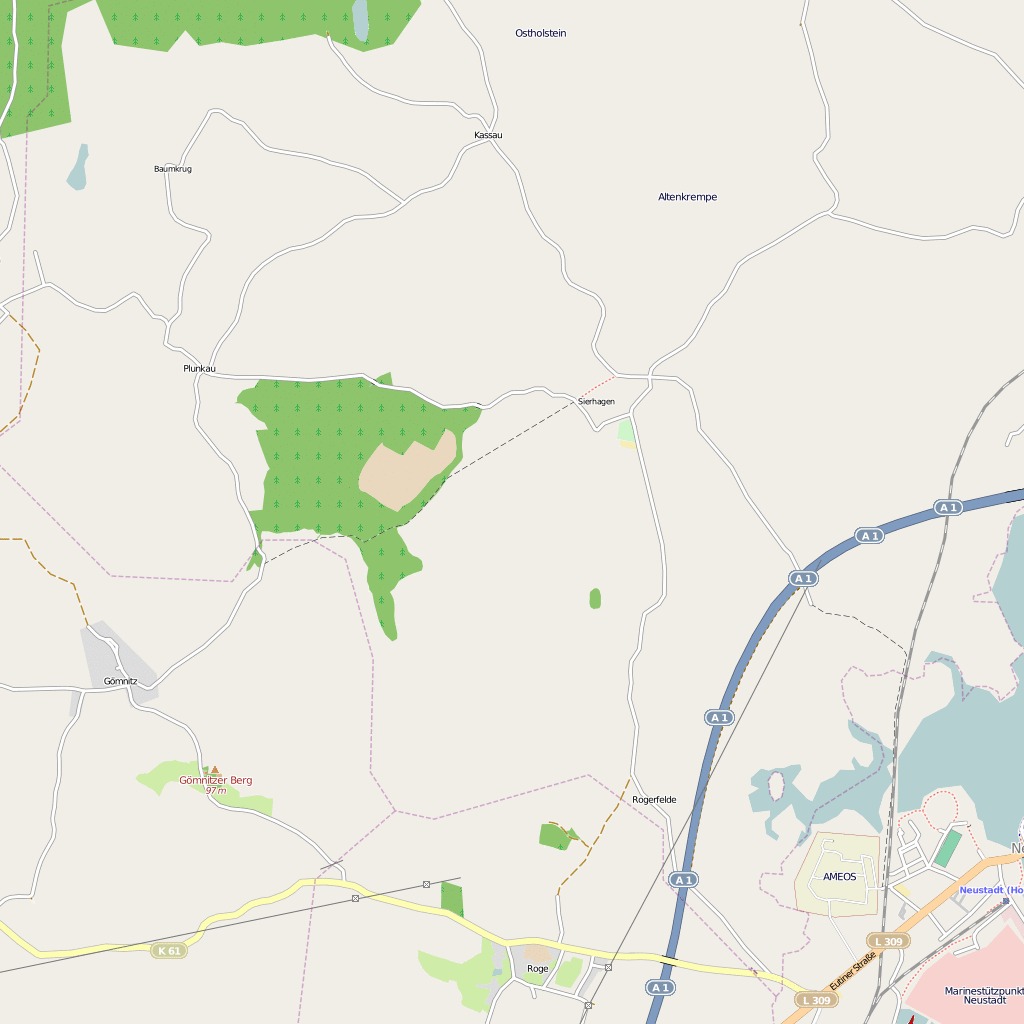 Ostholstein
Kassau
Baumkrug
Altenkrempe
Plunkau
Sierhagen
A 1
A 1
A 1
Gömnitz
A 1
Gömnitzer Berg
97 m
Rogerfelde
AMEOS
A 1
Neustadt (Ho
K 61
L 309
Roge
Eutiner Straße
A 1
L 309
Marinestützpunkt
Neustadt